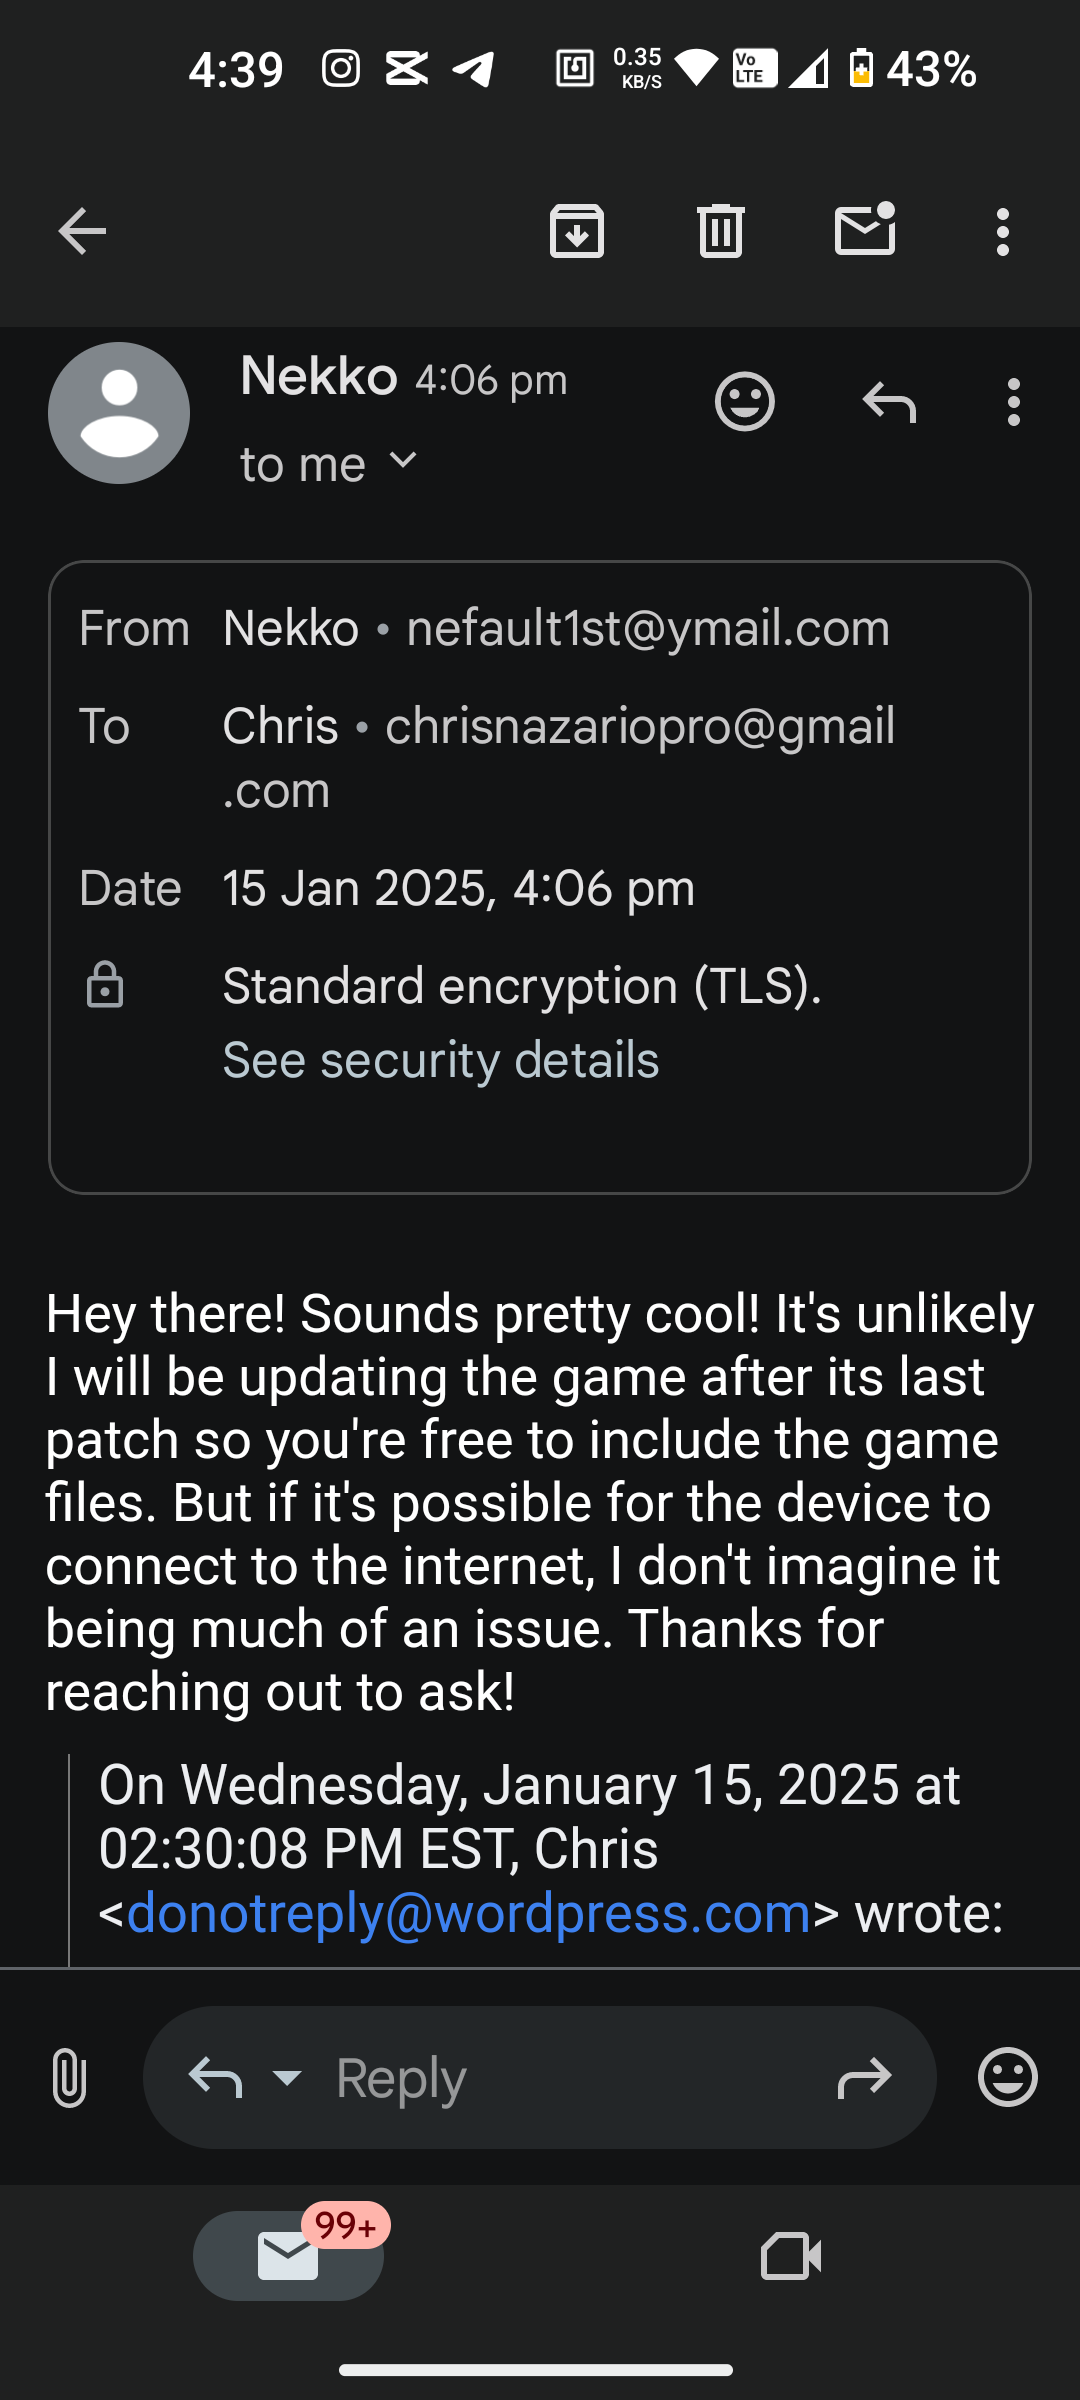 4:39 0.35 KB/S Vo LTE 43%
Nekko 4:06 pm
to me
From Nekko • nefault1st@ymail.com
To Chris • chrisnazariopro@gmail
.com
Date 15 Jan 2025, 4:06 pm
Standard encryption (TLS).
See security details
Hey there! Sounds pretty cool! It's unlikely
I will be updating the game after its last
patch so you're free to include the game
files. But if it's possible for the device to
connect to the internet, I don't imagine it
being much of an issue. Thanks for
reaching out to ask!
On Wednesday, January 15, 2025 at
02:30:08 PM EST, Chris
<donotreply@wordpress.com> wrote:
Reply
99+